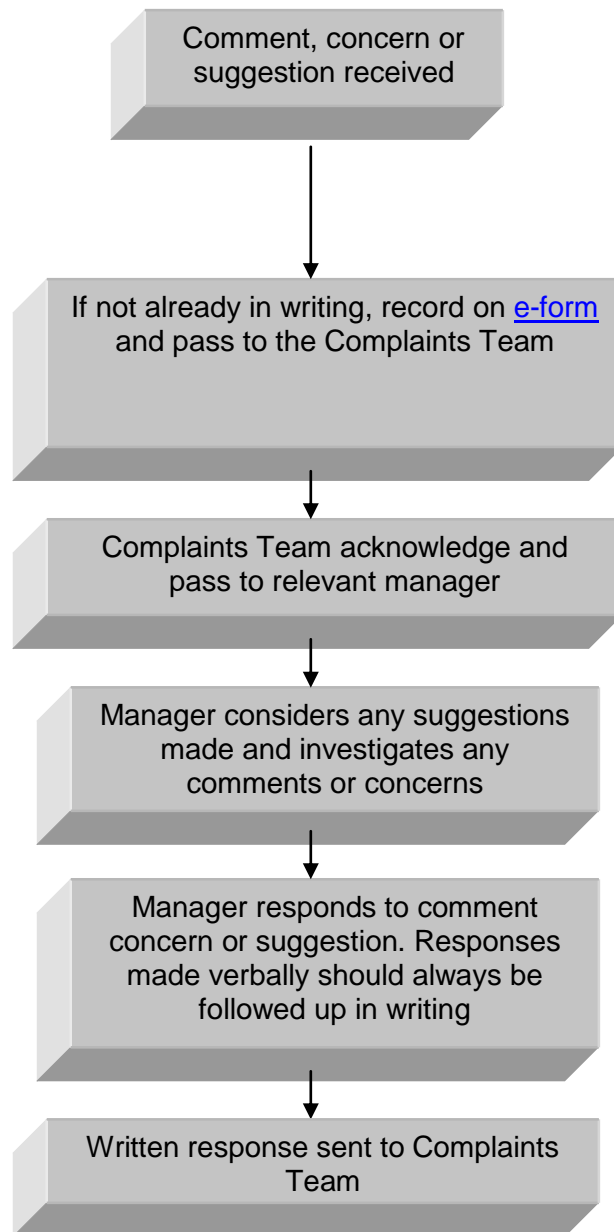 Comment, concern or
suggestion received
If not already in writing, record on e-form
and pass to the Complaints Team
Complaints Team acknowledge and
pass to relevant manager
Manager considers any suggestions
made and investigates any
comments or concerns
Manager responds to comment
concern or suggestion. Responses
made verbally should always be
followed up in writing
Written response sent to Complaints
Team